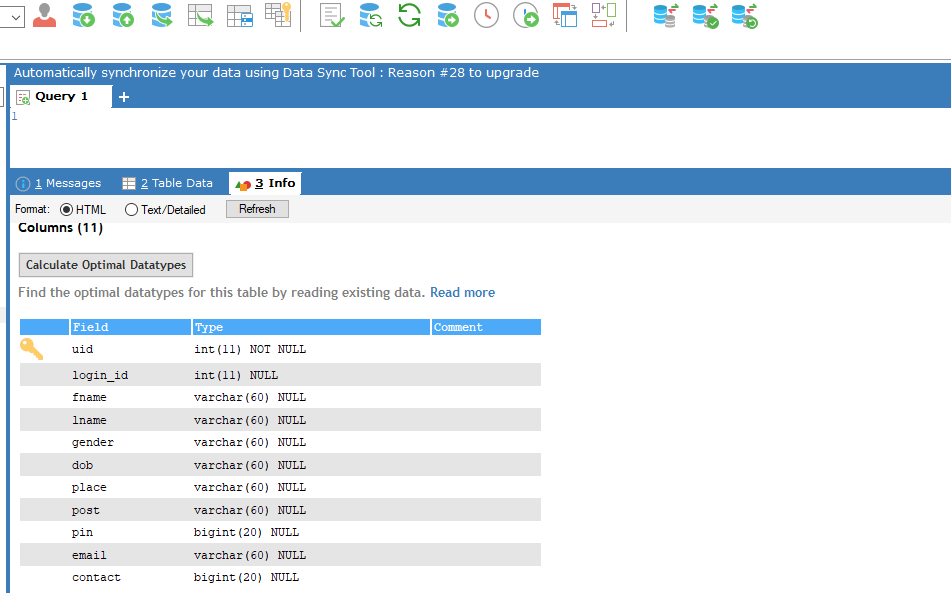 Automatically synchronize your data using Data Sync Tool : Reason #28 to upgrade
Query 1 +
1
1 Messages 2 Table Data 3 Info
Format: HTML Text/Detailed Refresh
Columns (11)
Calculate Optimal Datatypes
Find the optimal datatypes for this table by reading existing data. Read more
Field Type Comment
uid int(11) NOT NULL
login_id int(11) NULL
fname varchar(60) NULL
lname varchar(60) NULL
gender varchar(60) NULL
dob varchar(60) NULL
place varchar(60) NULL
post varchar(60) NULL
pin bigint(20) NULL
email varchar(60) NULL
contact bigint(20) NULL